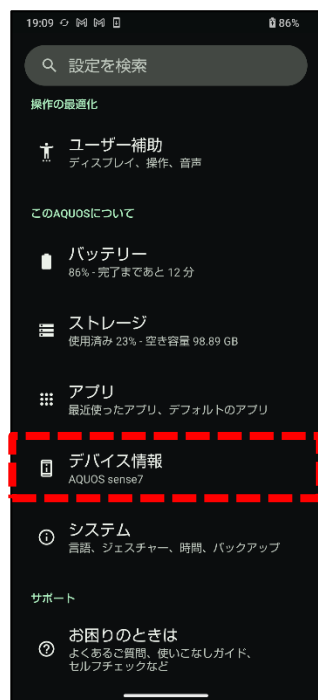 19:09 86%
設定を検索
操作の最適化
ユーザー補助
ディスプレイ、操作、音声
このAQUOSについて
バッテリー
86% - 完了まであと 12 分
ストレージ
使用済み 23% - 空き容量 98.89 GB
アプリ
最近使ったアプリ、デフォルトのアプリ
デバイス情報
AQUOS sense7
システム
言語、ジェスチャー、時間、バックアップ
サポート
お困りのときは
よくあるご質問、使いこなしガイド、
セルフチェックなど